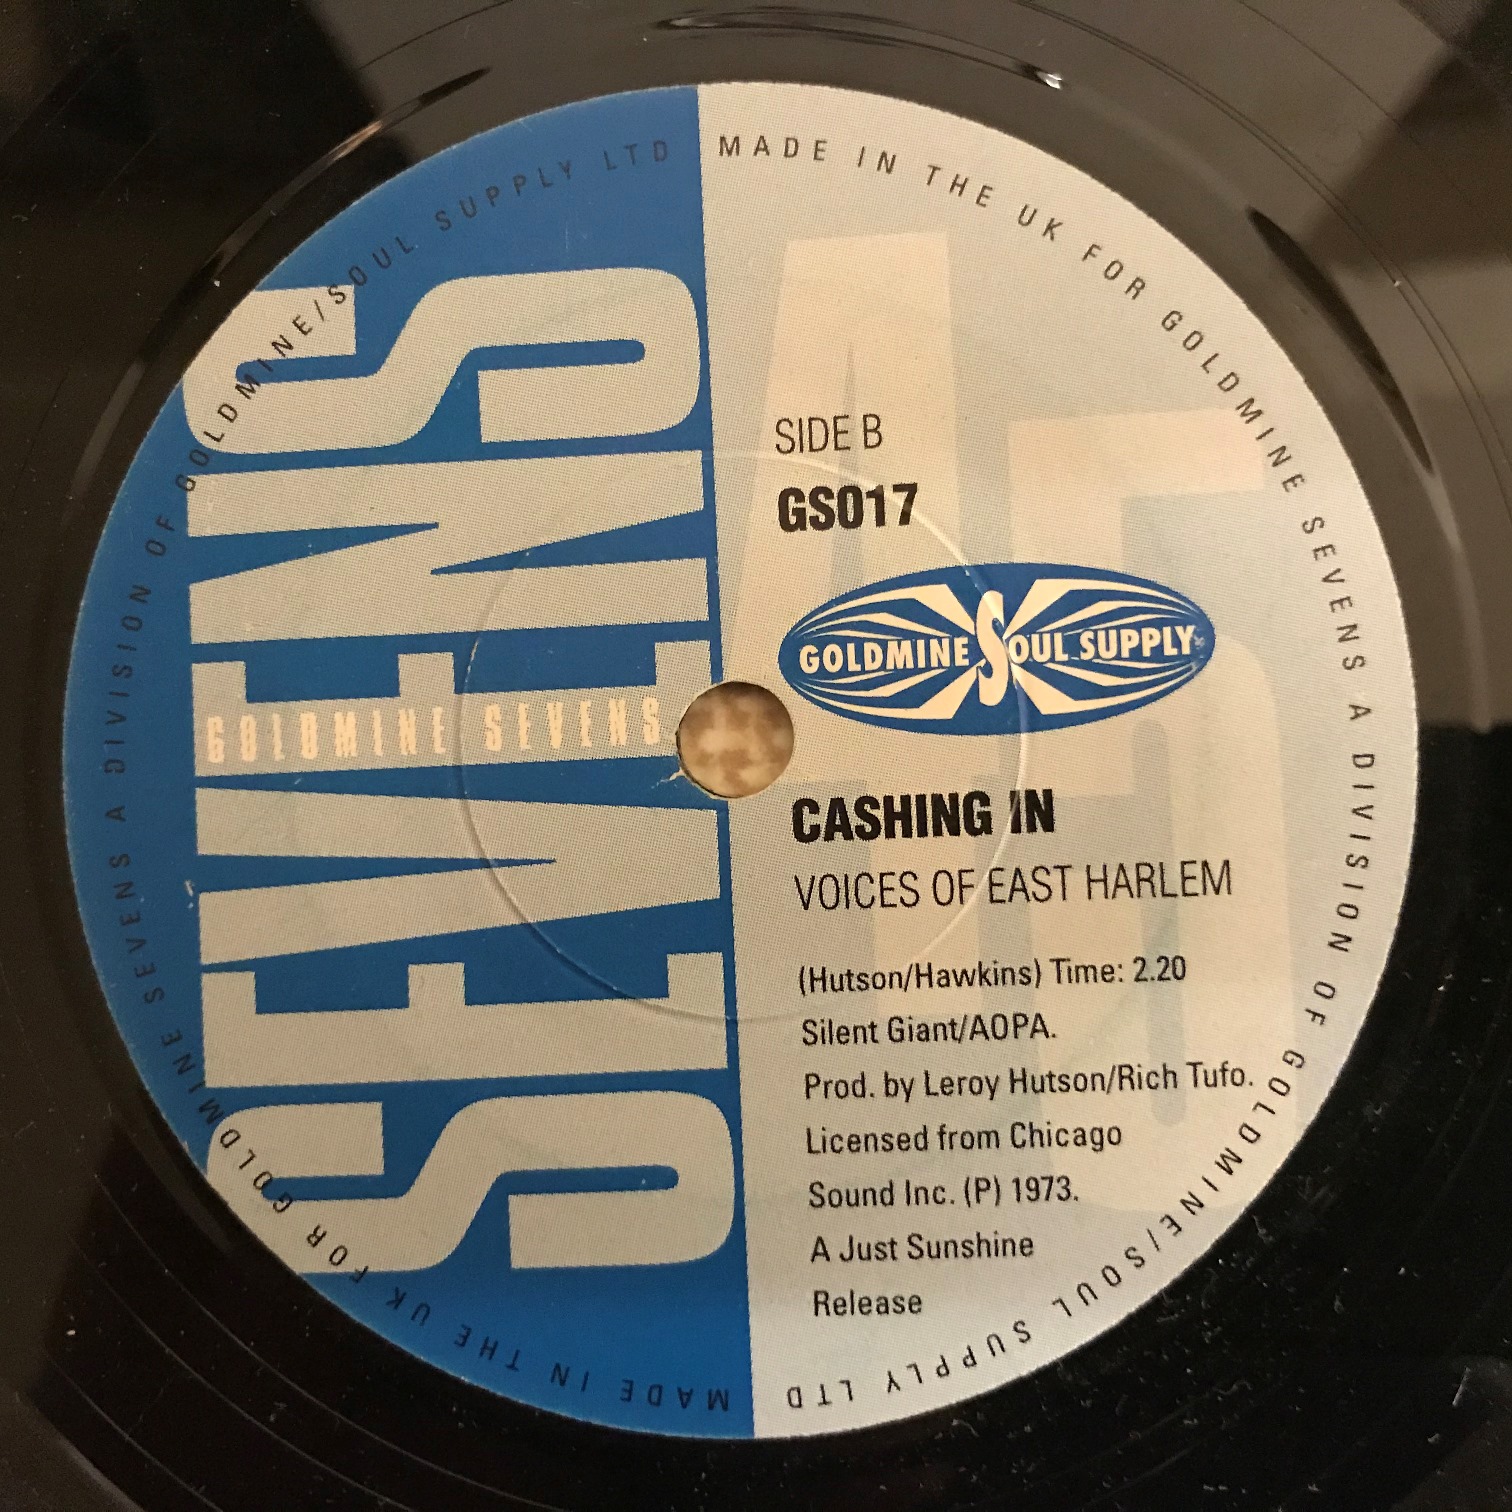 MADE IN THE UK FOR GOLDMINE SEVENS A DIVISION OF GOLDMINE/SOUL SUPPLY LTD
MADE IN THE UK FOR GOLDMINE SEVENS A DIVISION OF GOLDMINE/SOUL SUPPLY LTD
SEVENS
GOLDMINE SEVENS
45
SIDE B
GS017
GOLDMINE SOUL SUPPLY
CASHING IN
VOICES OF EAST HARLEM
(Hutson/Hawkins) Time: 2.20
Silent Giant/AOPA.
Prod. by Leroy Hutson/Rich Tufo.
Licensed from Chicago
Sound Inc. (P) 1973.
A Just Sunshine
Release